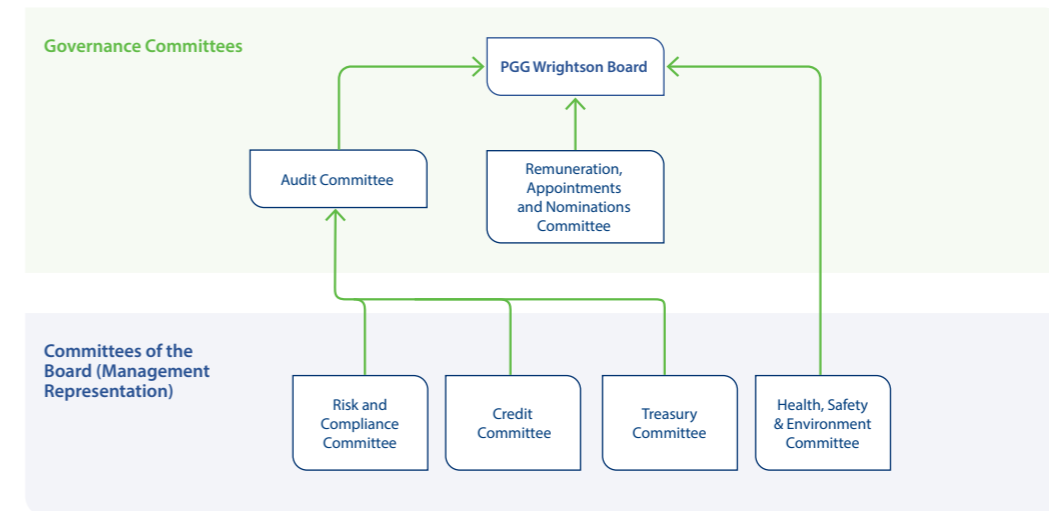 Governance Committees
PGG Wrightson Board
Audit Committee
Remuneration,
Appointments
and Nominations
Committee
Committees of the
Board (Management
Representation)
Risk and
Compliance
Committee
Credit
Committee
Treasury
Committee
Health, Safety
& Environment
Committee